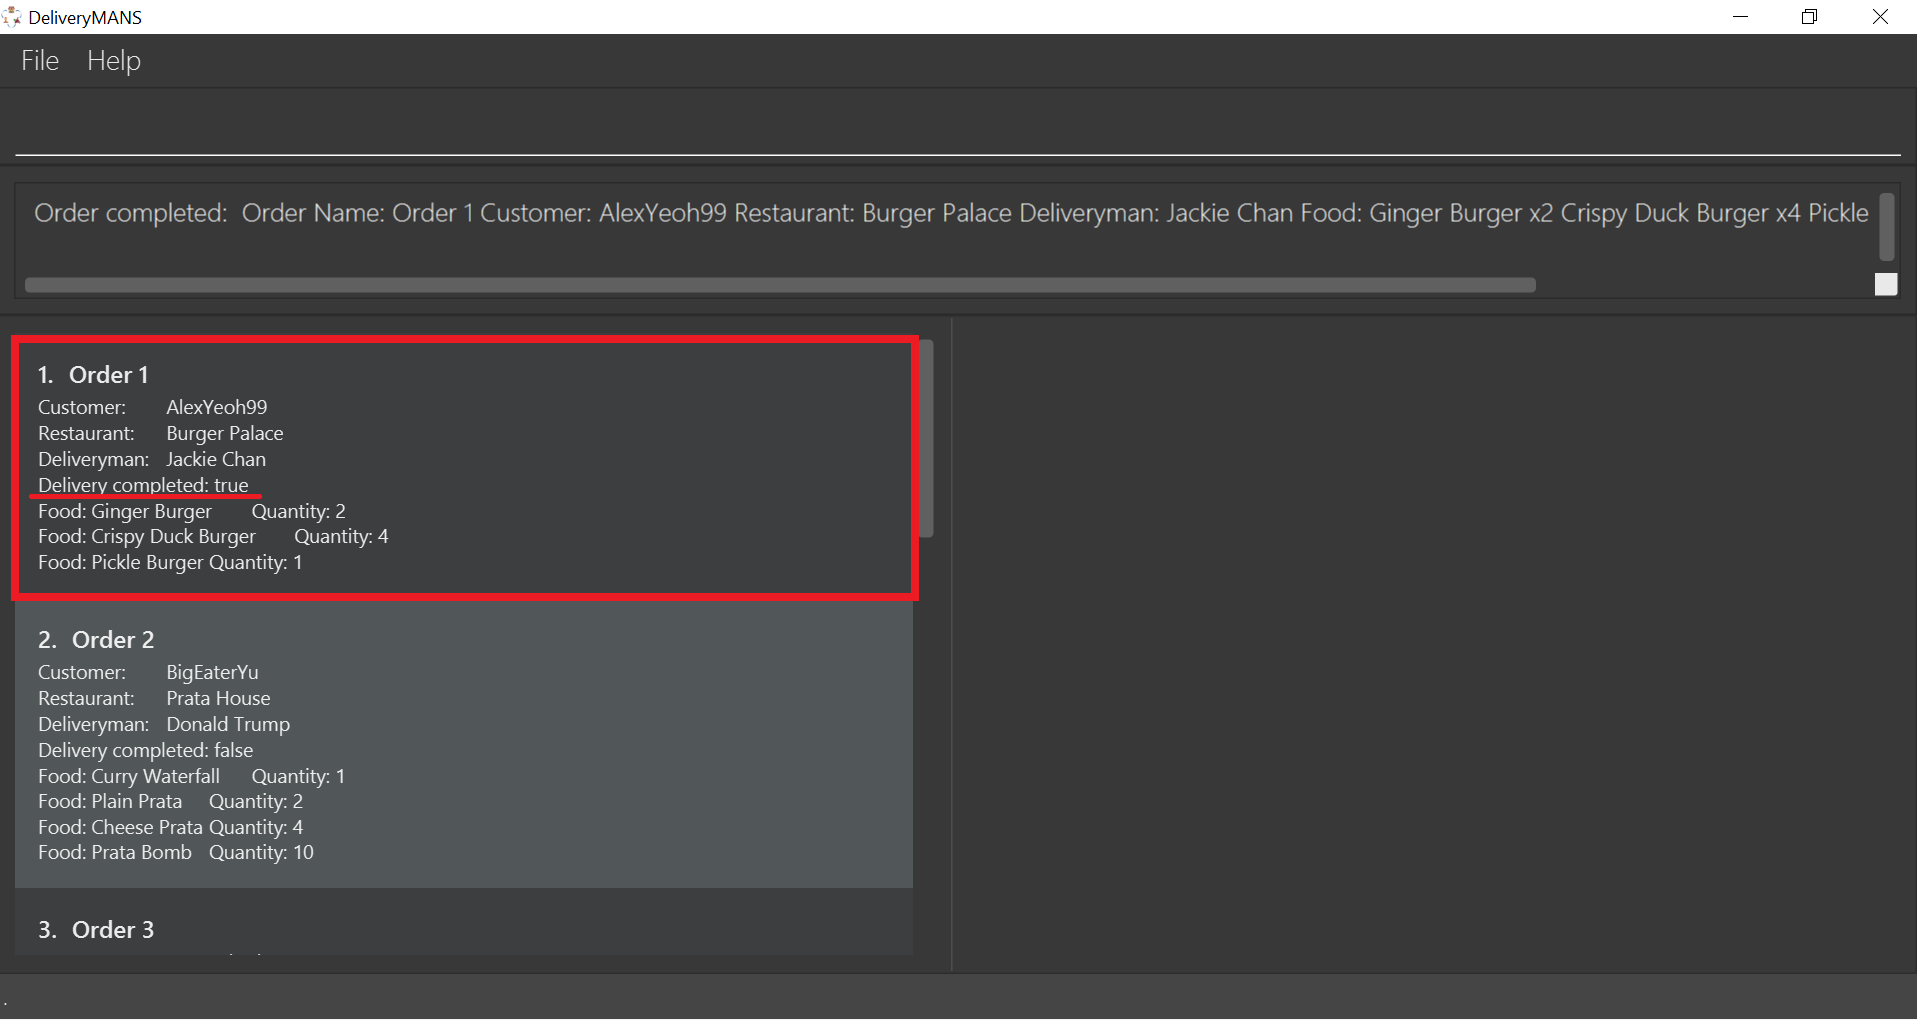 DeliveryMANS
File Help
Order completed:  Order Name: Order 1 Customer: AlexYeoh99 Restaurant: Burger Palace Deliveryman: Jackie Chan Food: Ginger Burger x2 Crispy Duck Burger x4 Pickle
1. Order 1
Customer: AlexYeoh99
Restaurant: Burger Palace
Deliveryman: Jackie Chan
Delivery completed: true
Food: Ginger Burger Quantity: 2
Food: Crispy Duck Burger Quantity: 4
Food: Pickle Burger Quantity: 1
2. Order 2
Customer: BigEaterYu
Restaurant: Prata House
Deliveryman: Donald Trump
Delivery completed: false
Food: Curry Waterfall Quantity: 1
Food: Plain Prata Quantity: 2
Food: Cheese Prata Quantity: 4
Food: Prata Bomb Quantity: 10
3. Order 3
.